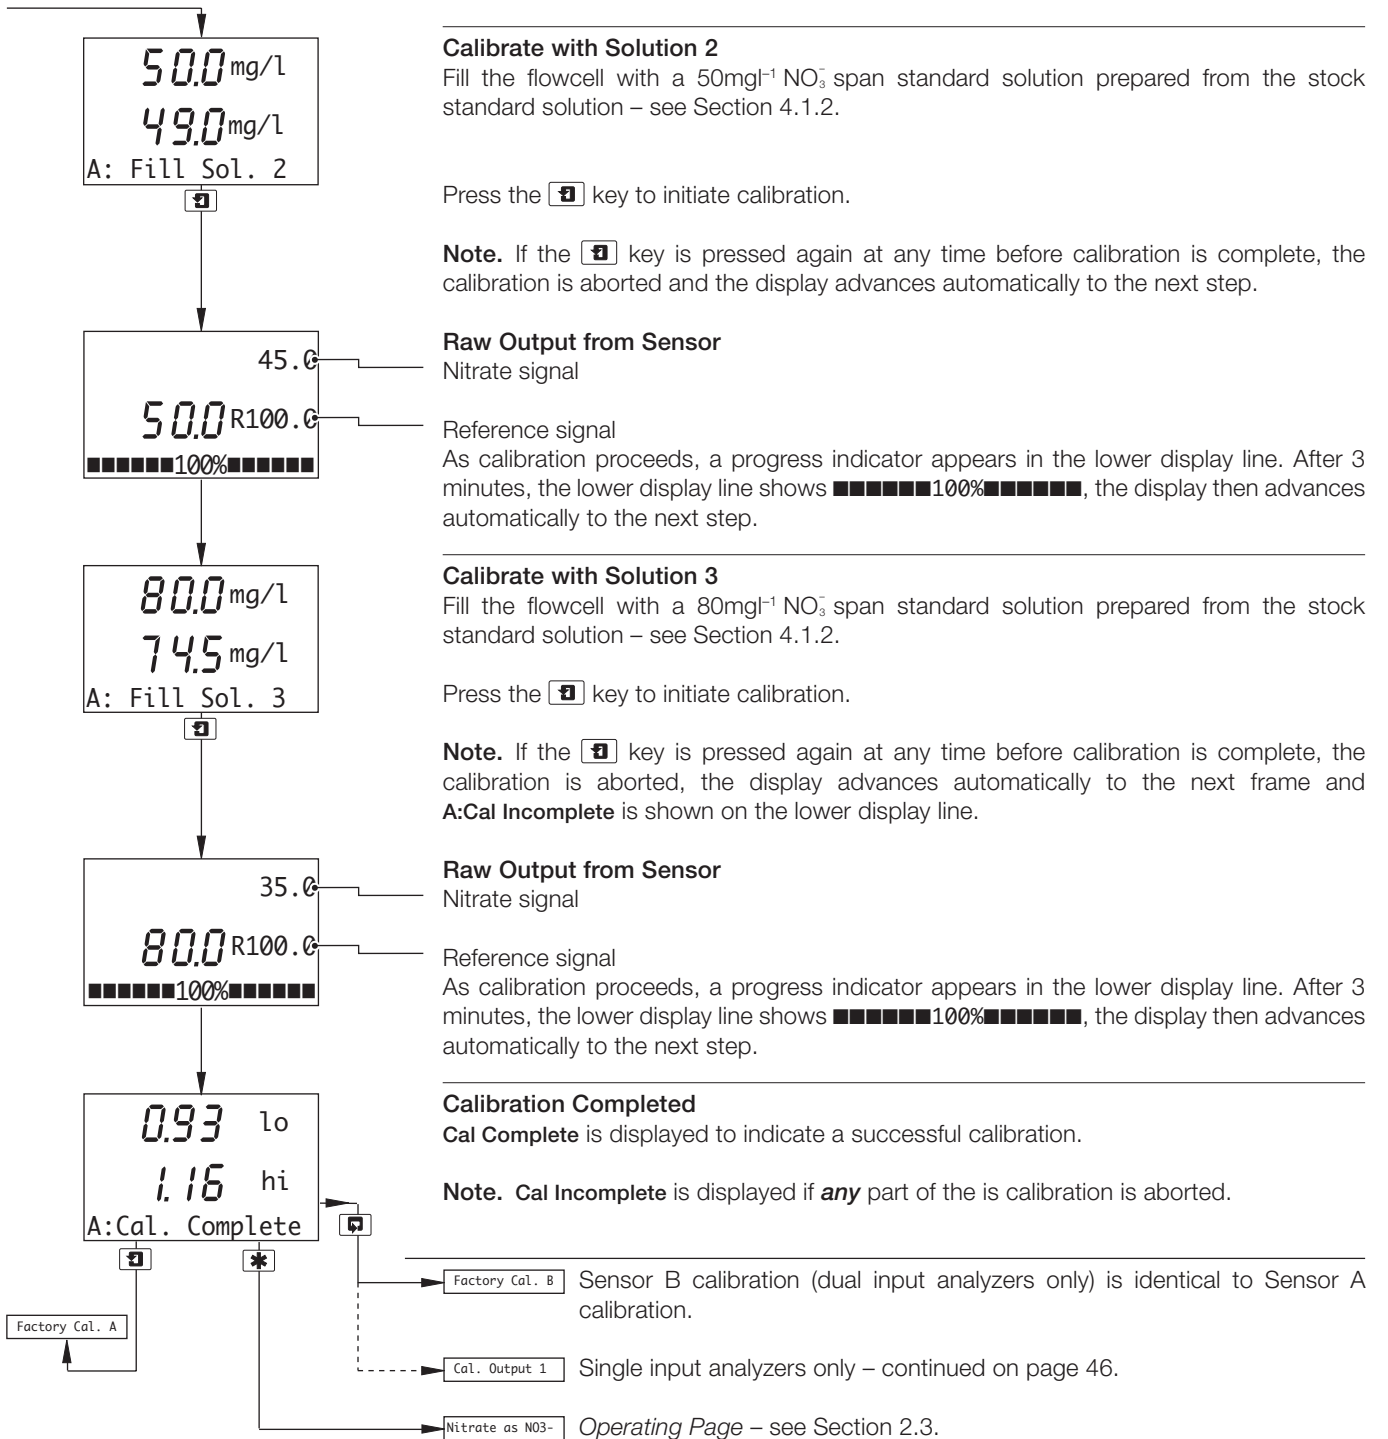 50.0 mg/l
49.0 mg/l
A: Fill Sol. 2
Calibrate with Solution 2
Fill the flowcell with a 50mgl⁻¹ NO₃⁻ span standard solution prepared from the stock
standard solution – see Section 4.1.2.
Press the key to initiate calibration.
Note. If the key is pressed again at any time before calibration is complete, the
calibration is aborted and the display advances automatically to the next step.
45.0
50.0 R100.0
■■■■■■100%■■■■■■
Raw Output from Sensor
Nitrate signal
Reference signal
As calibration proceeds, a progress indicator appears in the lower display line. After 3
minutes, the lower display line shows ■■■■■■100%■■■■■■, the display then advances
automatically to the next step.
80.0 mg/l
74.5 mg/l
A: Fill Sol. 3
Calibrate with Solution 3
Fill the flowcell with a 80mgl⁻¹ NO₃⁻ span standard solution prepared from the stock
standard solution – see Section 4.1.2.
Press the key to initiate calibration.
Note. If the key is pressed again at any time before calibration is complete, the
calibration is aborted, the display advances automatically to the next frame and
A:Cal Incomplete is shown on the lower display line.
35.0
80.0 R100.0
■■■■■■100%■■■■■■
Raw Output from Sensor
Nitrate signal
Reference signal
As calibration proceeds, a progress indicator appears in the lower display line. After 3
minutes, the lower display line shows ■■■■■■100%■■■■■■, the display then advances
automatically to the next step.
0.93 lo
1.16 hi
A:Cal. Complete
Calibration Completed
Cal Complete is displayed to indicate a successful calibration.
Note. Cal Incomplete is displayed if any part of the is calibration is aborted.
Factory Cal. A
Factory Cal. B Sensor B calibration (dual input analyzers only) is identical to Sensor A
calibration.
Cal. Output 1 Single input analyzers only – continued on page 46.
Nitrate as NO3- Operating Page – see Section 2.3.